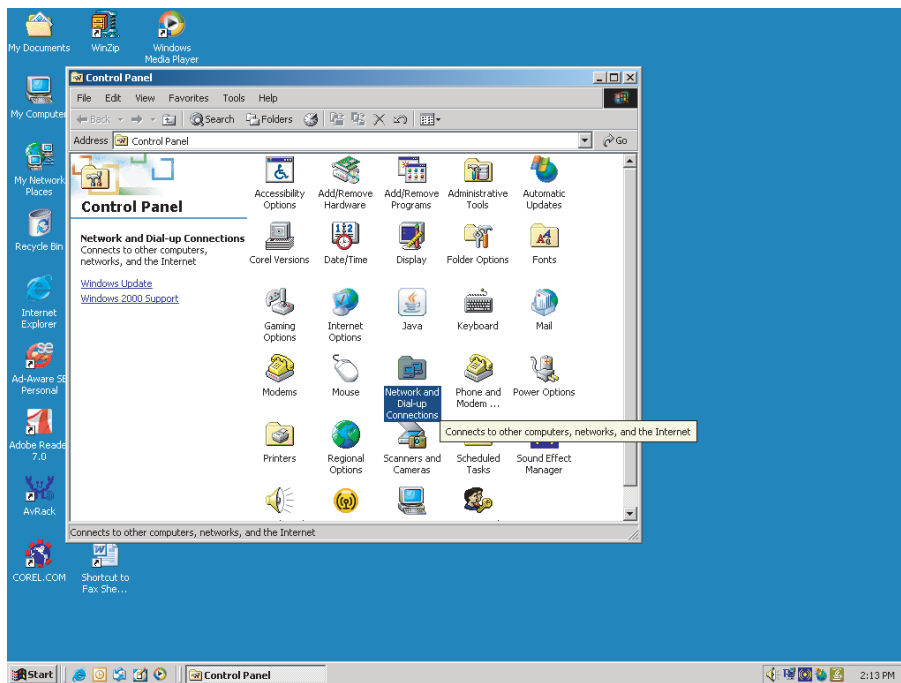 My Documents
WinZip
Windows
Media Player
My Computer
My Network
Places
Recycle Bin
Internet
Explorer
Ad-Aware SE
Personal
Adobe Reade
7.0
AvRack
COREL.COM
Shortcut to
Fax She...
Control Panel
File Edit View Favorites Tools Help
Back Search Folders
Address Control Panel Go
Control Panel
Network and Dial-up Connections
Connects to other computers,
networks, and the Internet
Windows Update
Windows 2000 Support
Accessibility
Options
Add/Remove
Hardware
Add/Remove
Programs
Administrative
Tools
Automatic
Updates
Corel Versions
Date/Time
Display
Folder Options
Fonts
Gaming
Options
Internet
Options
Java
Keyboard
Mail
Modems
Mouse
Network and
Dial-up
Connections
Phone and
Modem ...
Power Options
Connects to other computers, networks, and the Internet
Printers
Regional
Options
Scanners and
Cameras
Scheduled
Tasks
Sound Effect
Manager
Connects to other computers, networks, and the Internet
Start Control Panel 2:13 PM